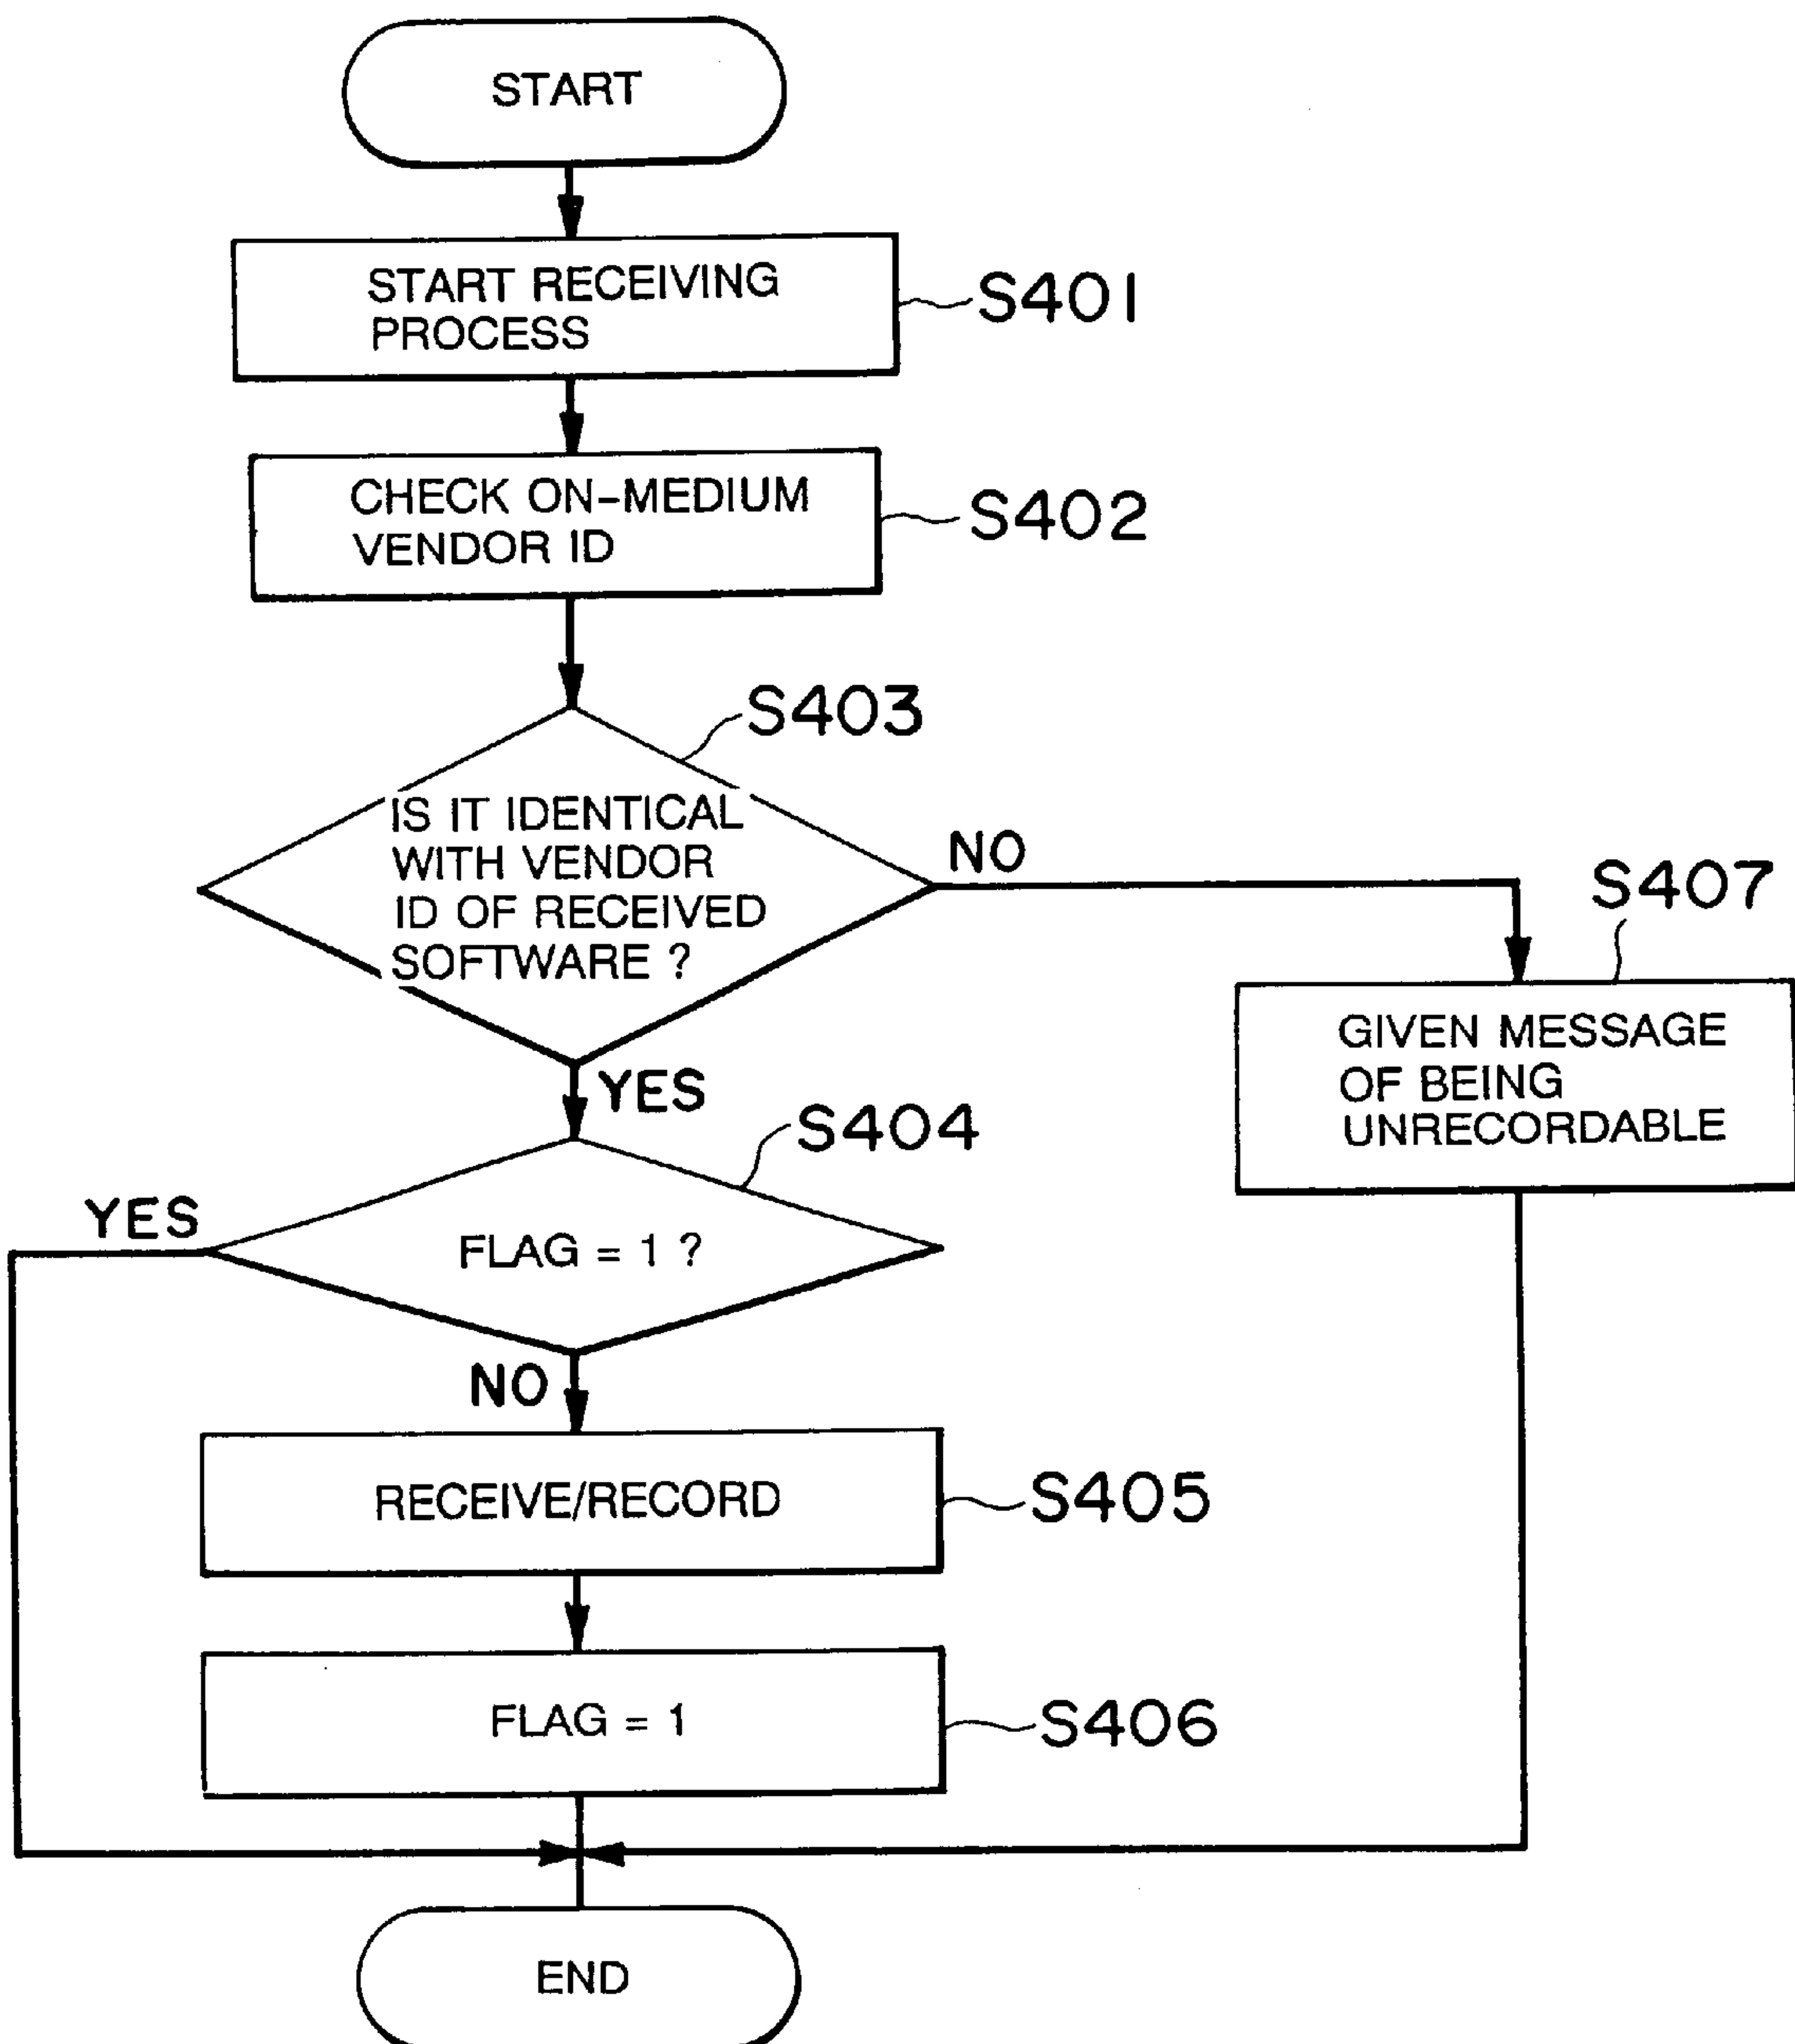 START
START RECEIVING
PROCESS
S401
CHECK ON-MEDIUM
VENDOR ID
S402
S403
IS IT IDENTICAL
WITH VENDOR
ID OF RECEIVED
SOFTWARE ?
NO
S407
GIVEN MESSAGE
OF BEING
UNRECORDABLE
YES
S404
YES
FLAG = 1 ?
NO
RECEIVE/RECORD
S405
FLAG = 1
S406
END